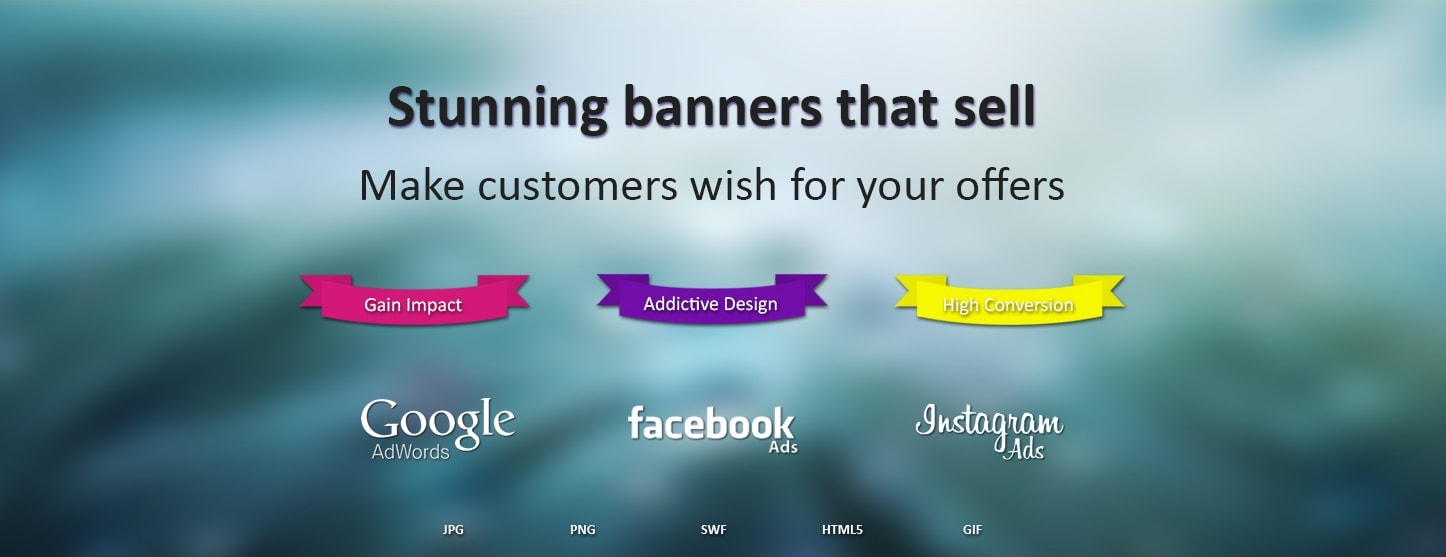 Stunning banners that sell
Make customers wish for your offers
Gain Impact
Addictive Design
High Conversion
Google
AdWords
facebook
Ads
Instagram
Ads
JPG
PNG
SWF
HTML5
GIF